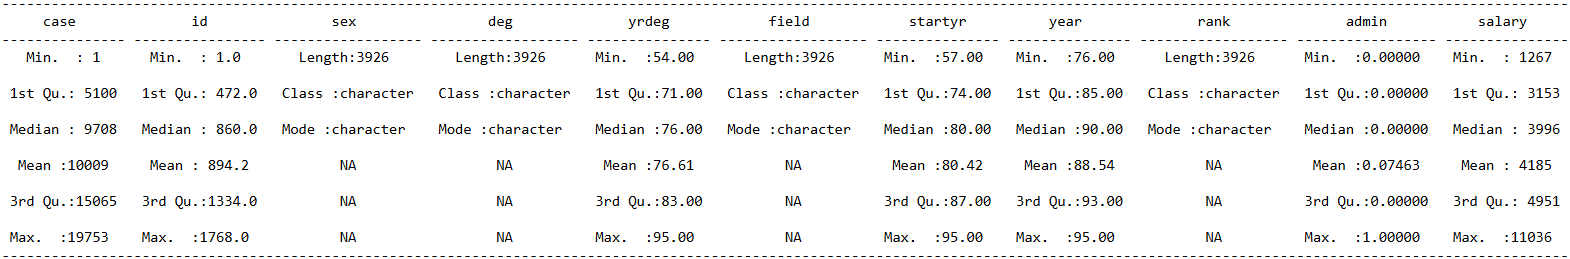 case id sex deg yrdeg field startyr year rank admin salary
Min. : 1 Min. : 1.0 Length:3926 Length:3926 Min. :54.00 Length:3926 Min. :57.00 Min. :76.00 Length:3926 Min. :0.00000 Min. : 1267
1st Qu.: 5100 1st Qu.: 472.0 Class :character Class :character 1st Qu.:71.00 Class :character 1st Qu.:74.00 1st Qu.:85.00 Class :character 1st Qu.:0.00000 1st Qu.: 3153
Median : 9708 Median : 860.0 Mode :character Mode :character Median :76.00 Mode :character Median :80.00 Median :90.00 Mode :character Median :0.00000 Median : 3996
Mean :10009 Mean : 894.2 NA NA Mean :76.61 NA Mean :80.42 Mean :88.54 NA Mean :0.07463 Mean : 4185
3rd Qu.:15065 3rd Qu.:1334.0 NA NA 3rd Qu.:83.00 NA 3rd Qu.:87.00 3rd Qu.:93.00 NA 3rd Qu.:0.00000 3rd Qu.: 4951
Max. :19753 Max. :1768.0 NA NA Max. :95.00 NA Max. :95.00 Max. :95.00 NA Max. :1.00000 Max. :11036